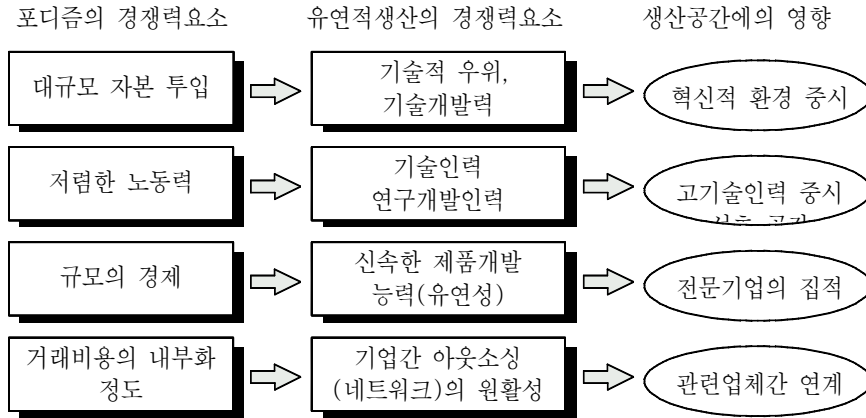 포디즘의 경쟁력요소 유연적생산의 경쟁력요소 생산공간에의 영향
대규모 자본 투입
기술적 우위,
기술개발력
혁신적 환경 중시
저렴한 노동력
기술인력
연구개발인력
고기술인력 중시
규모의 경제
신속한 제품개발
능력(유연성)
전문기업의 집적
거래비용의 내부화
정도
기업간 아웃소싱
(네트워크)의 원활성
관련업체간 연계